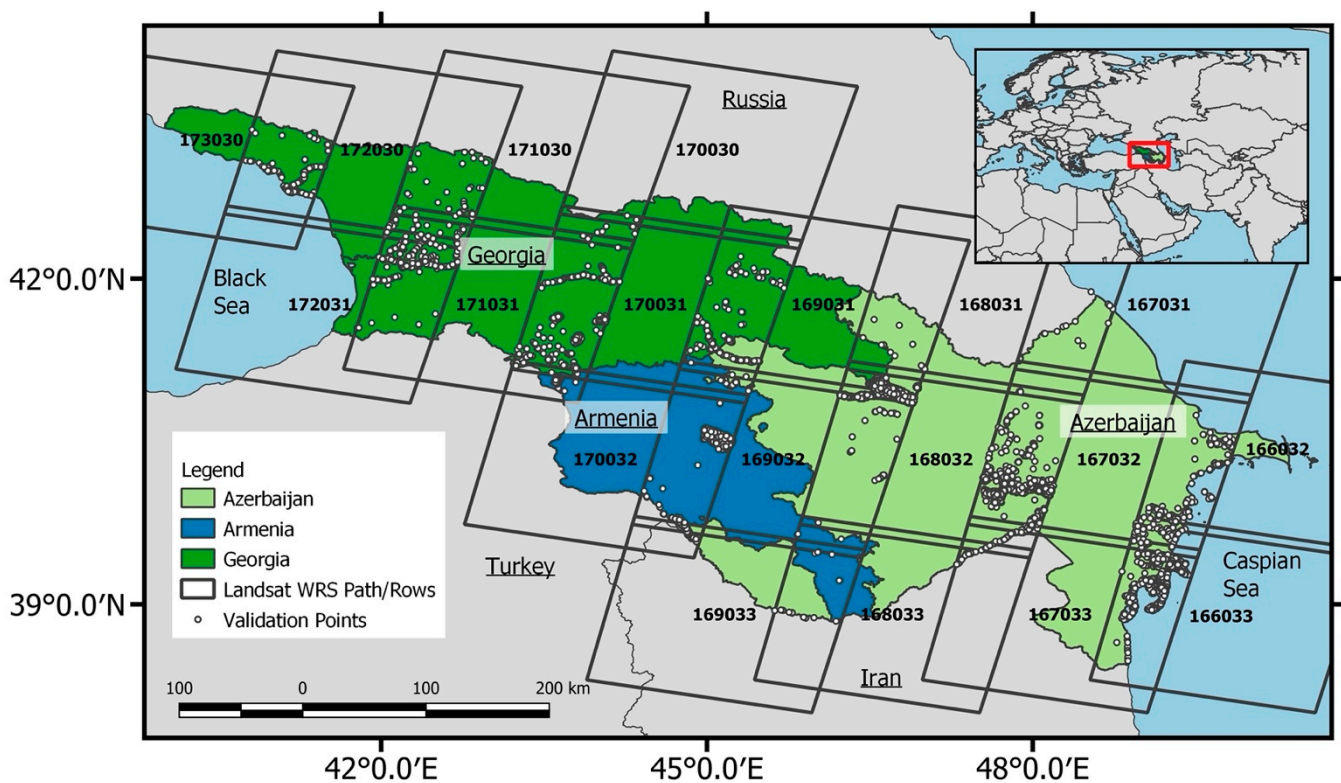 Russia
173030
172030
171030
170030
Georgia
42°0.0'N
Black
Sea
172031
171031
170031
169031
168031
167031
Armenia
Azerbaijan
170032
169032
168032
167032
166032
Legend
Azerbaijan
Armenia
Georgia
Landsat WRS Path/Rows
Validation Points
Turkey
Caspian
Sea
39°0.0'N
169033
168033
167033
166033
Iran
100 0 100 200 km
42°0.0'E
45°0.0'E
48°0.0'E